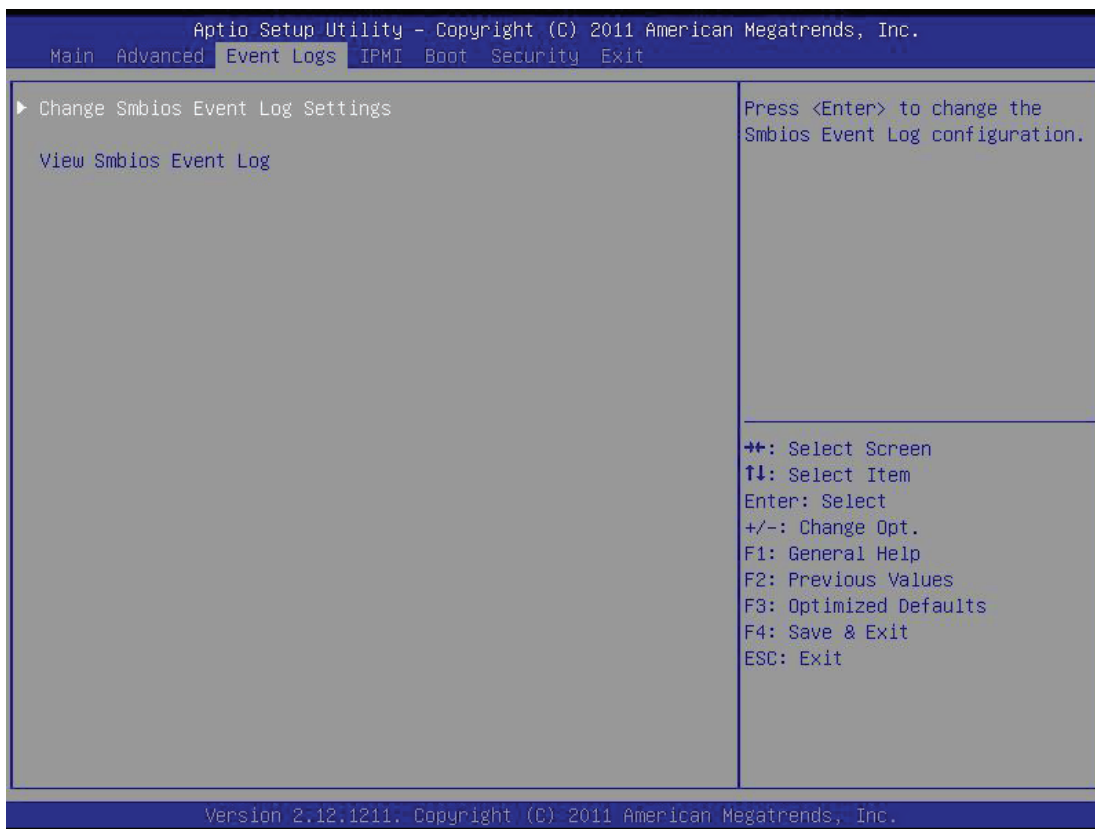 Aptio Setup Utility – Copyright (C) 2011 American Megatrends, Inc.
Main Advanced Event Logs IPMI Boot Security Exit
▶ Change Smbios Event Log Settings
View Smbios Event Log
Press <Enter> to change the
Smbios Event Log configuration.
→←: Select Screen
↑↓: Select Item
Enter: Select
+/-: Change Opt.
F1: General Help
F2: Previous Values
F3: Optimized Defaults
F4: Save & Exit
ESC: Exit
Version 2.12.1211. Copyright (C) 2011 American Megatrends, Inc.